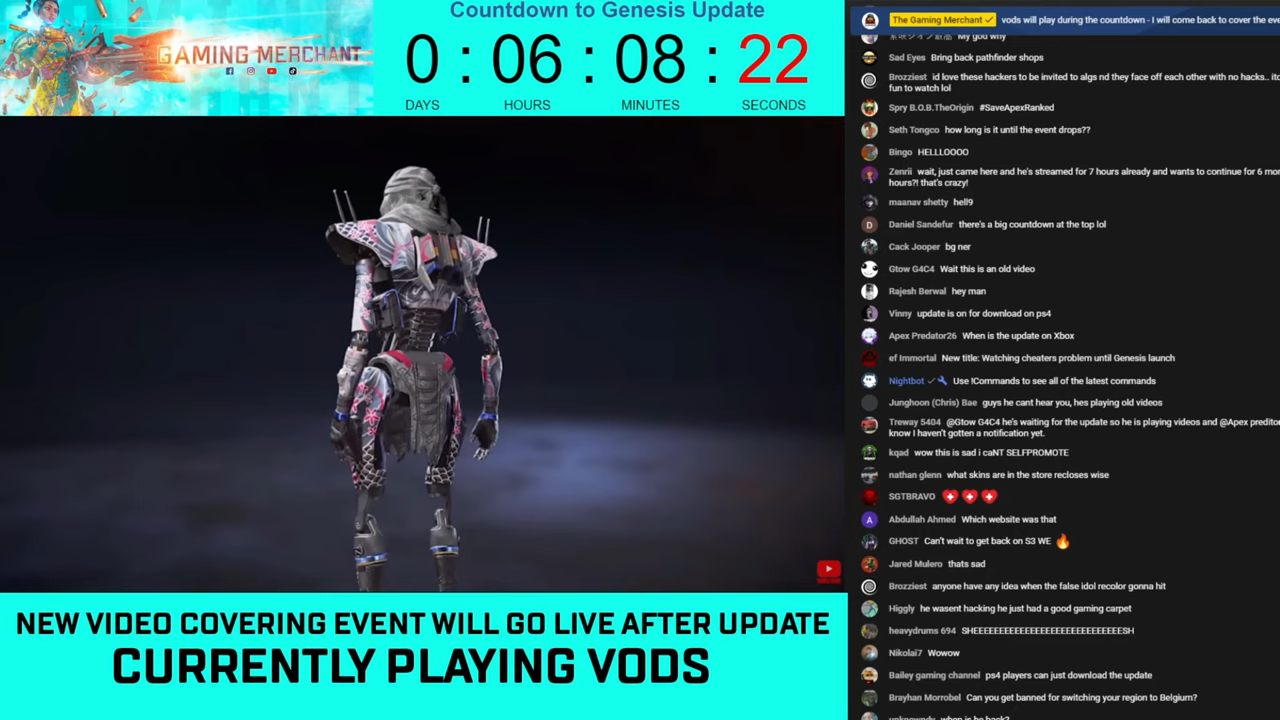 GAMING MERCHANT
Countdown to Genesis Update
0 : 06 : 08 : 22
DAYS HOURS MINUTES SECONDS
NEW VIDEO COVERING EVENT WILL GO LIVE AFTER UPDATE
CURRENTLY PLAYING VODS
The Gaming Merchant vods will play during the countdown - I will come back to cover the eve
My god why
Sad Eyes Bring back pathfinder shops
Brozziest id love these hackers to be invited to algs nd they face off each other with no hacks.. itd
fun to watch lol
Spry B.O.B.TheOrigin #SaveApexRanked
Seth Tongco how long is it until the event drops??
Bingo HELLLOOOO
Zenrii wait, just came here and he's streamed for 7 hours already and wants to continue for 6 mor
hours?! that's crazy!
maanav shetty hell9
D Daniel Sandefur there's a big countdown at the top lol
Cack Jooper bg ner
Gtow G4C4 Wait this is an old video
Rajesh Berwal hey man
Vinny update is on for download on ps4
Apex Predator26 When is the update on Xbox
ef Immortal New title: Watching cheaters problem until Genesis launch
Nightbot Use !Commands to see all of the latest commands
Junghoon (Chris) Bae guys he cant hear you, hes playing old videos
Treway 5404 @Gtow G4C4 he's waiting for the update so he is playing videos and @Apex preditor
know I haven't gotten a notification yet.
kqad wow this is sad i caNT SELFPROMOTE
nathan glenn what skins are in the store recloses wise
SGTBRAVO
A Abdullah Ahmed Which website was that
GHOST Can't wait to get back on S3 WE
Jared Mulero thats sad
Brozziest anyone have any idea when the false idol recolor gonna hit
Higgly he wasent hacking he just had a good gaming carpet
heavydrums 694 SHEEEEEEEEEEEEEEEEEEEEEEEEEEESH
Nikolai7 Wowow
Bailey gaming channel ps4 players can just download the update
Brayhan Morrobel Can you get banned for switching your region to Belgium?
when is he back?